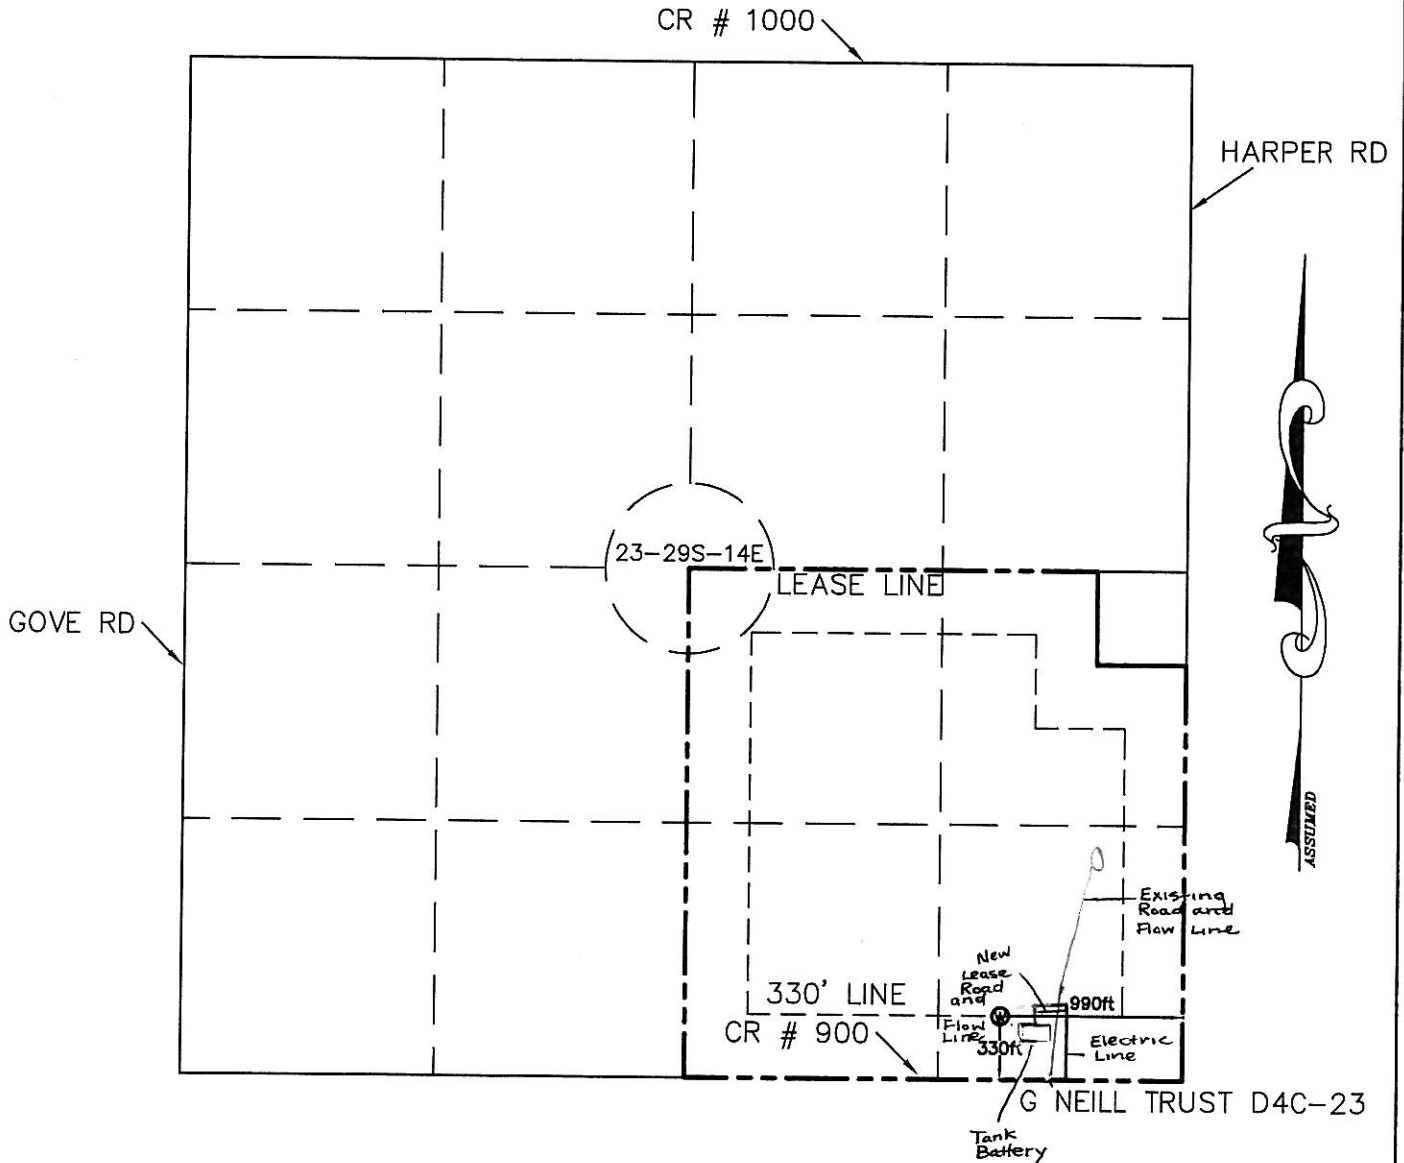 CR # 1000
HARPER RD
23-29S-14E
LEASE LINE
GOVE RD
ASSUMED
Existing
Road and
Flow Line
New
Lease
Road
and
Flow
Line
990ft
330' LINE
CR # 900
330ft
Electric
Line
G NEILL TRUST D4C-23
Tank
Battery
W